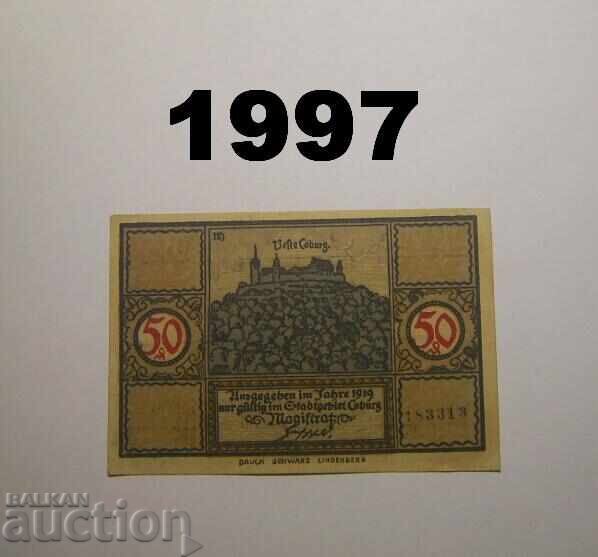 1997
Veste Coburg.
50
50
Ausgegeben im Jahre 1919
nur gültig im Stadtgebiet Coburg
Magistrat
183313
DRUCK SCHWARZ LINDENBERG
BALKAN
auction